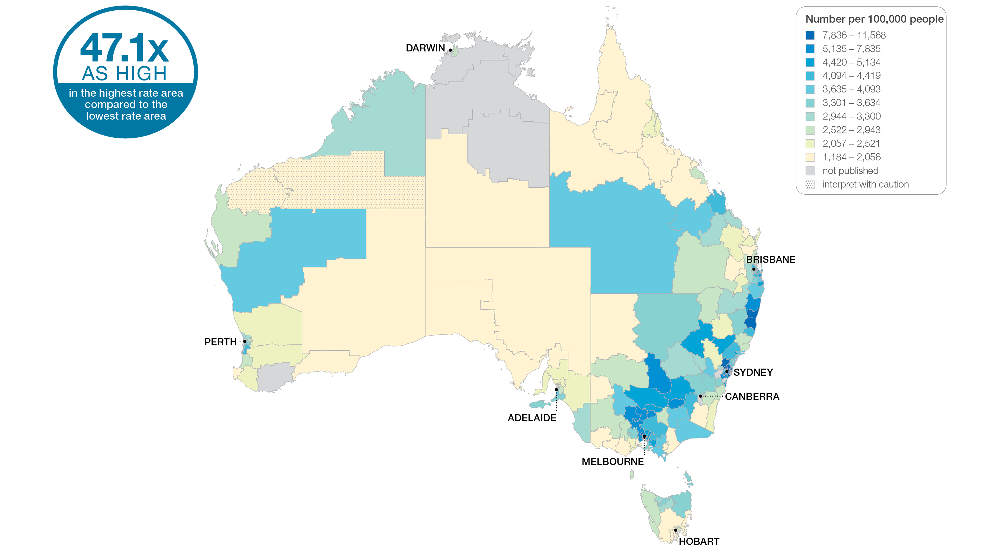 47.1x
AS HIGH
in the highest rate area
compared to the
lowest rate area
Number per 100,000 people
7,836 – 11,568
5,135 – 7,835
4,420 – 5,134
4,094 – 4,419
3,635 – 4,093
3,301 – 3,634
2,944 – 3,300
2,522 – 2,943
2,057 – 2,521
1,184 – 2,056
not published
interpret with caution
DARWIN
BRISBANE
PERTH
SYDNEY
CANBERRA
ADELAIDE
MELBOURNE
HOBART